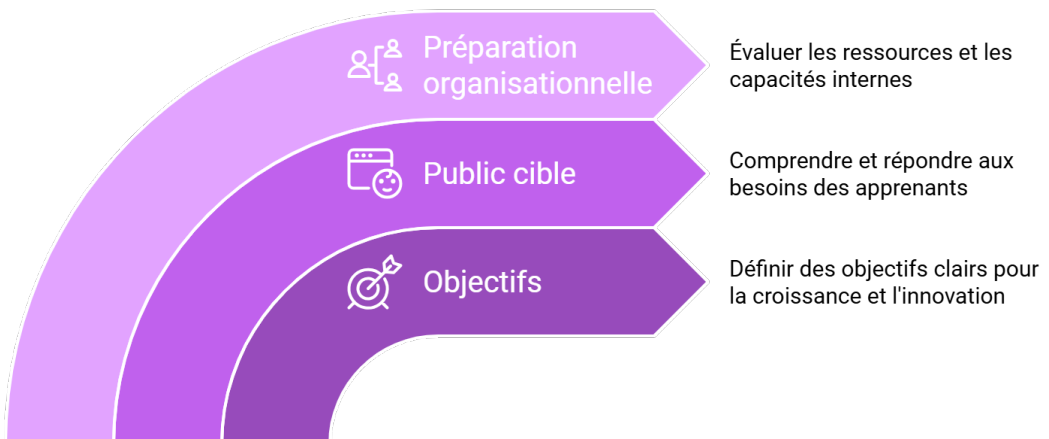 Préparation
organisationnelle
Évaluer les ressources et les
capacités internes
Public cible
Comprendre et répondre aux
besoins des apprenants
Objectifs
Définir des objectifs clairs pour
la croissance et l'innovation